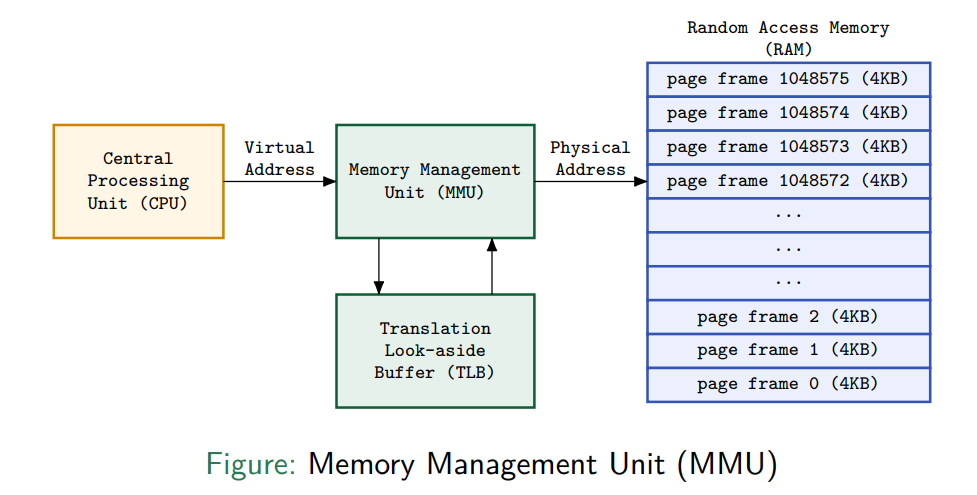 Random Access Memory
(RAM)
page frame 1048575 (4KB)
page frame 1048574 (4KB)
page frame 1048573 (4KB)
page frame 1048572 (4KB)
...
...
...
page frame 2 (4KB)
page frame 1 (4KB)
page frame 0 (4KB)
Central
Processing
Unit (CPU)
Virtual
Address
Memory Management
Unit (MMU)
Physical
Address
Translation
Look-aside
Buffer (TLB)
Figure: Memory Management Unit (MMU)